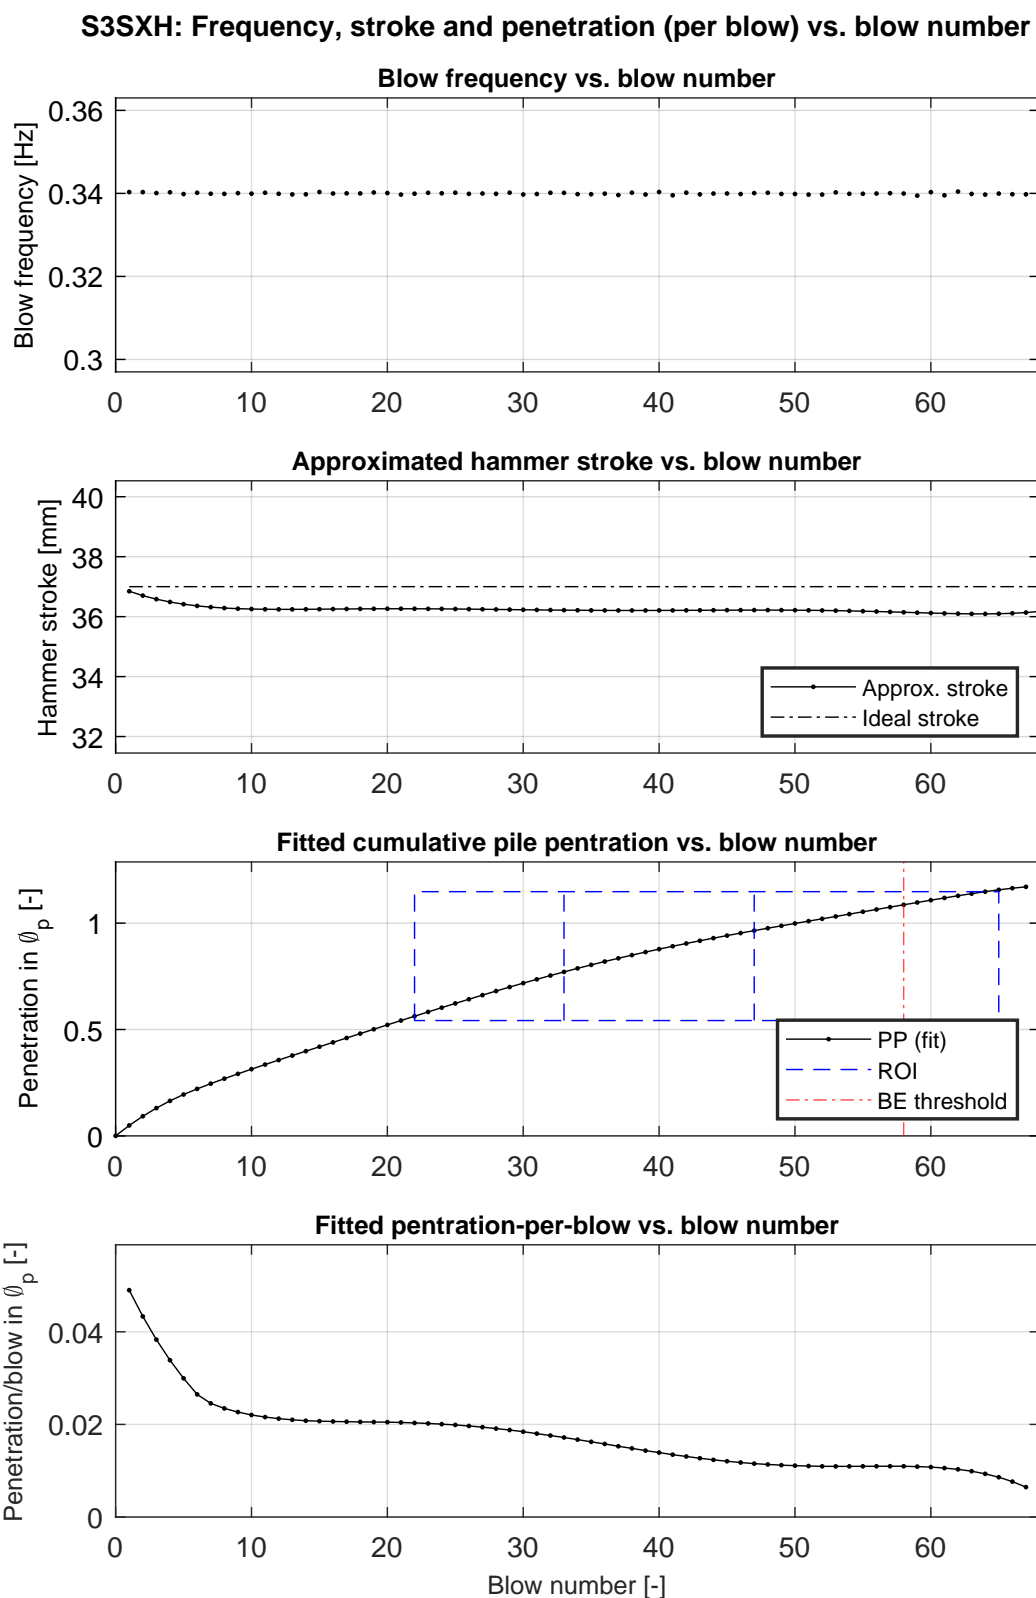 S3SXH: Frequency, stroke and penetration (per blow) vs. blow number
Blow frequency vs. blow number
Blow frequency [Hz]
0.36
0.34
0.32
0.3
0 10 20 30 40 50 60
Approximated hammer stroke vs. blow number
Hammer stroke [mm]
40
38
36
34
32
Approx. stroke
Ideal stroke
0 10 20 30 40 50 60
Fitted cumulative pile pentration vs. blow number
Penetration in ∅p [-]
1
0.5
0
PP (fit)
ROI
BE threshold
0 10 20 30 40 50 60
Fitted pentration-per-blow vs. blow number
Penetration/blow in ∅p [-]
0.04
0.02
0
0 10 20 30 40 50 60
Blow number [-]